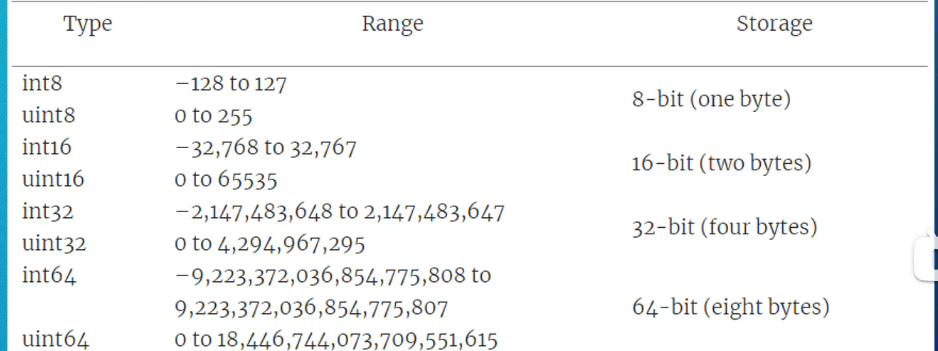 Type Range Storage
int8 −128 to 127
8-bit (one byte)
uint8 0 to 255
int16 −32,768 to 32,767
16-bit (two bytes)
uint16 0 to 65535
int32 −2,147,483,648 to 2,147,483,647
32-bit (four bytes)
uint32 0 to 4,294,967,295
int64 −9,223,372,036,854,775,808 to
9,223,372,036,854,775,807
64-bit (eight bytes)
uint64 0 to 18,446,744,073,709,551,615